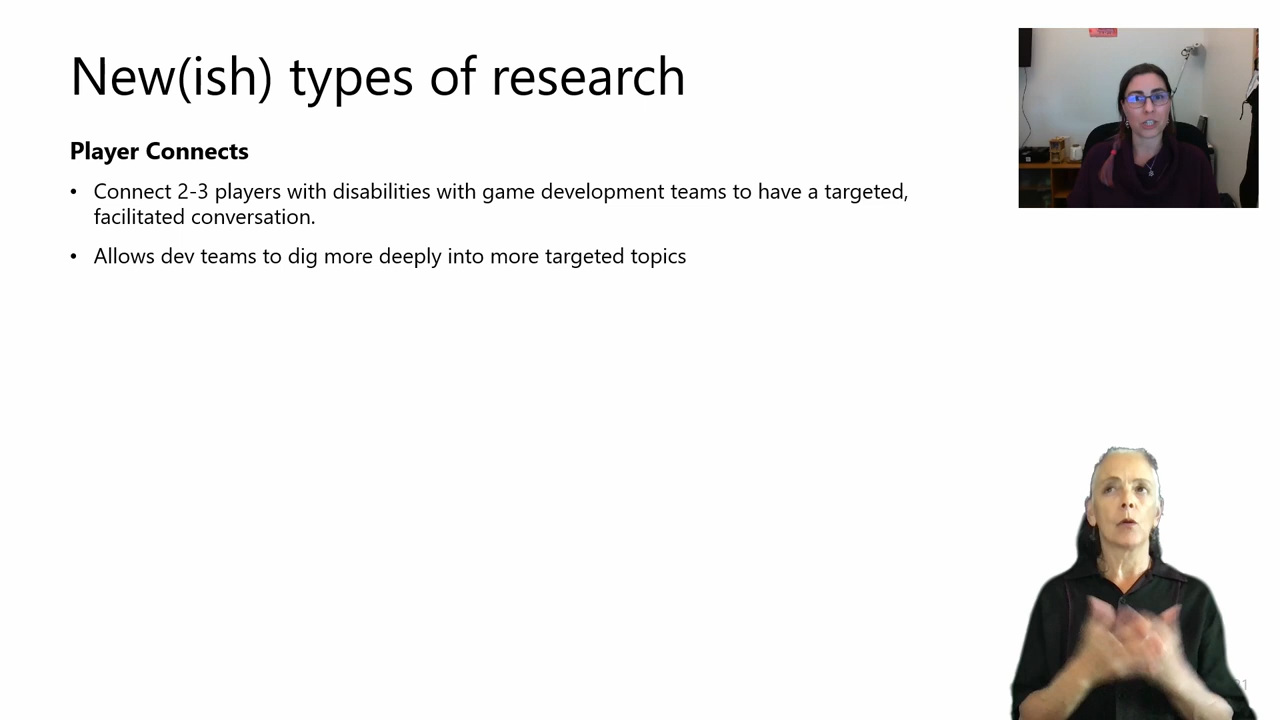 New(ish) types of research
Player Connects
• Connect 2-3 players with disabilities with game development teams to have a targeted,
facilitated conversation.
• Allows dev teams to dig more deeply into more targeted topics